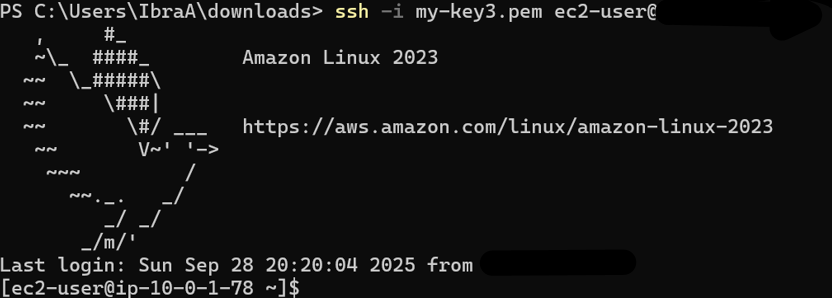 PS C:\Users\IbraA\downloads> ssh -i my-key3.pem ec2-user@
   ,     #_
   ~\_  ####_        Amazon Linux 2023
  ~~  \_#####\
  ~~     \###|
  ~~       \#/ ___   https://aws.amazon.com/linux/amazon-linux-2023
   ~~       V~' '->
    ~~~         /
      ~~._.   _/
         _/ _/
       _/m/'
Last login: Sun Sep 28 20:20:04 2025 from
[ec2-user@ip-10-0-1-78 ~]$